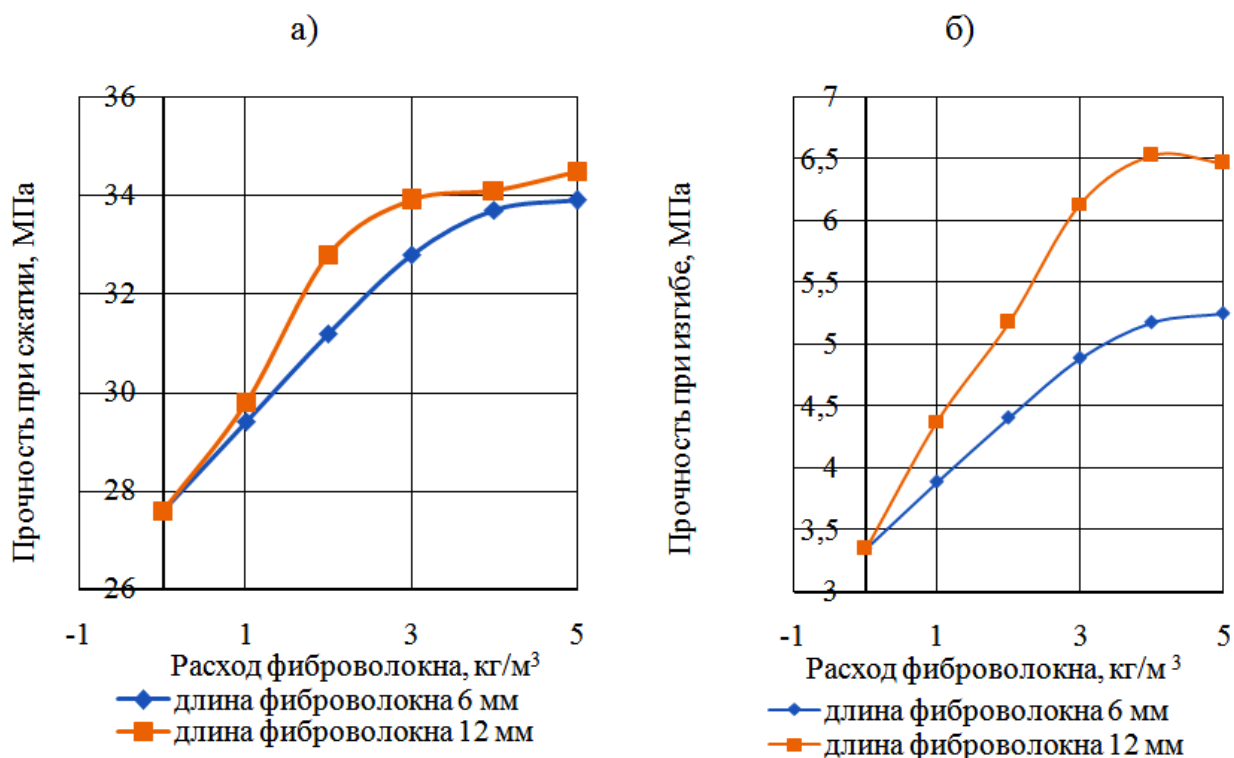 а)
Прочность при сжатии, МПа
36
34
32
30
28
26
-1 1 3 5
Расход фиброволокна, кг/м³
длина фиброволокна 6 мм
длина фиброволокна 12 мм
б)
Прочность при изгибе, МПа
7
6,5
6
5,5
5
4,5
4
3,5
3
-1 1 3 5
Расход фиброволокна, кг/м ³
длина фиброволокна 6 мм
длина фиброволокна 12 мм